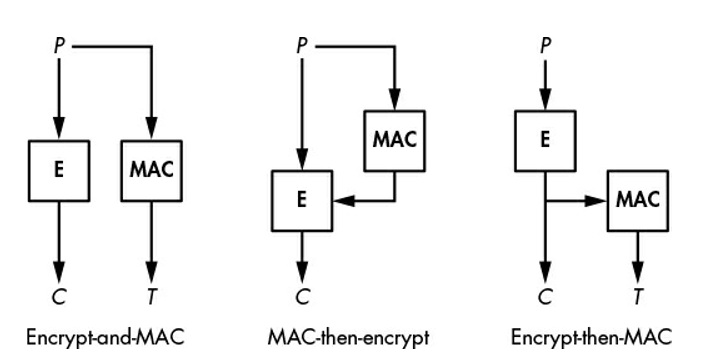 P P P
MAC E
E MAC E MAC
C T C C T
Encrypt-and-MAC MAC-then-encrypt Encrypt-then-MAC